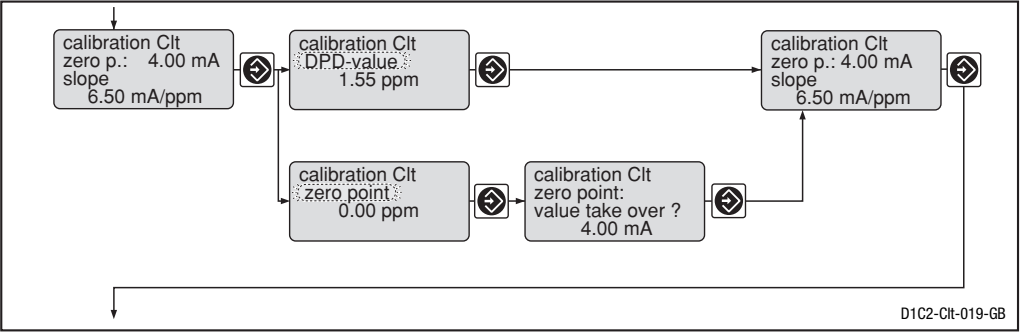 calibration Clt
zero p.: 4.00 mA
slope
6.50 mA/ppm
calibration Clt
DPD-value
1.55 ppm
calibration Clt
zero p.: 4.00 mA
slope
6.50 mA/ppm
calibration Clt
zero point
0.00 ppm
calibration Clt
zero point:
value take over ?
4.00 mA
D1C2-Clt-019-GB